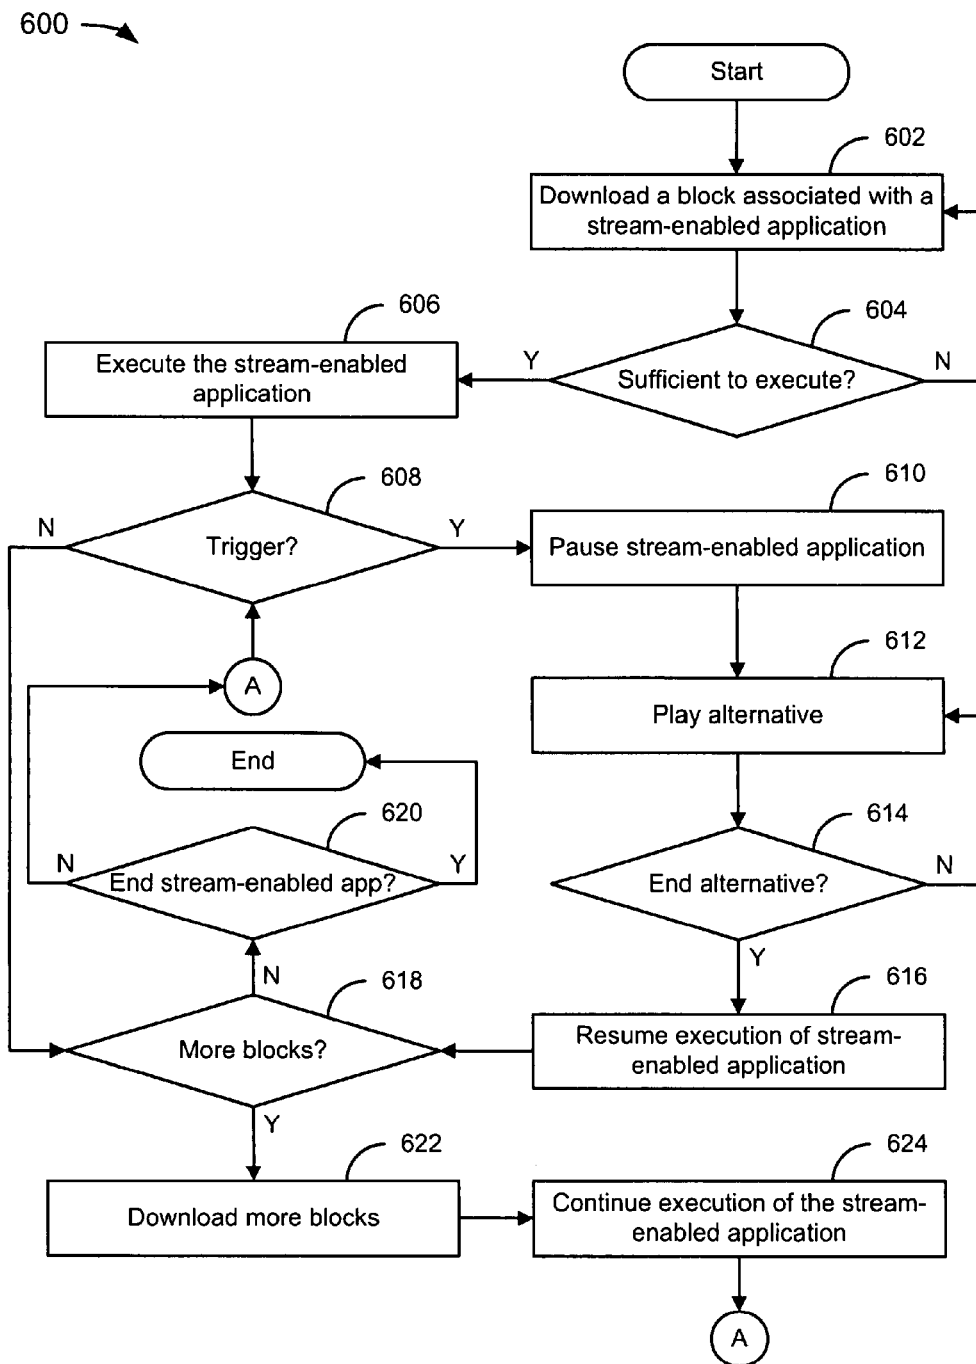 600
Start
602
Download a block associated with a
stream-enabled application
604
Sufficient to execute?
Y
N
606
Execute the stream-enabled
application
608
Trigger?
N
Y
610
Pause stream-enabled application
A
612
Play alternative
End
614
End alternative?
N
Y
620
End stream-enabled app?
N
Y
616
Resume execution of stream-
enabled application
N
618
More blocks?
Y
622
Download more blocks
624
Continue execution of the stream-
enabled application
A